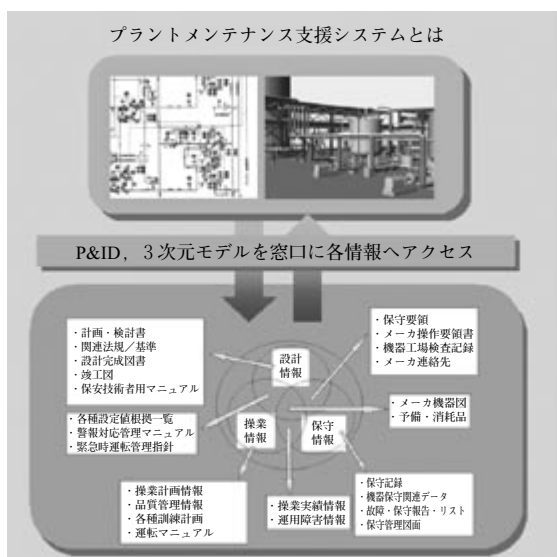 プラントメンテナンス支援システムとは
P&ID，３次元モデルを窓口に各情報へアクセス
・計画・検討書
・関連法規／基準
・設計完成図書
・竣工図
・保安技術者用マニュアル
設計
情報
・保守要領
・メーカ操作要領書
・機器工場検査記録
・メーカ連絡先
・各種設定値根拠一覧
・警報対応管理マニュアル
・緊急時運転管理指針
操業
情報
保守
情報
・メーカ機器図
・予備・消耗品
・操業計画情報
・品質管理情報
・各種訓練計画
・運転マニュアル
・操業実績情報
・運用障害情報
・保守記録
・機器保守関連データ
・故障・保守報告・リスト
・保守管理図面